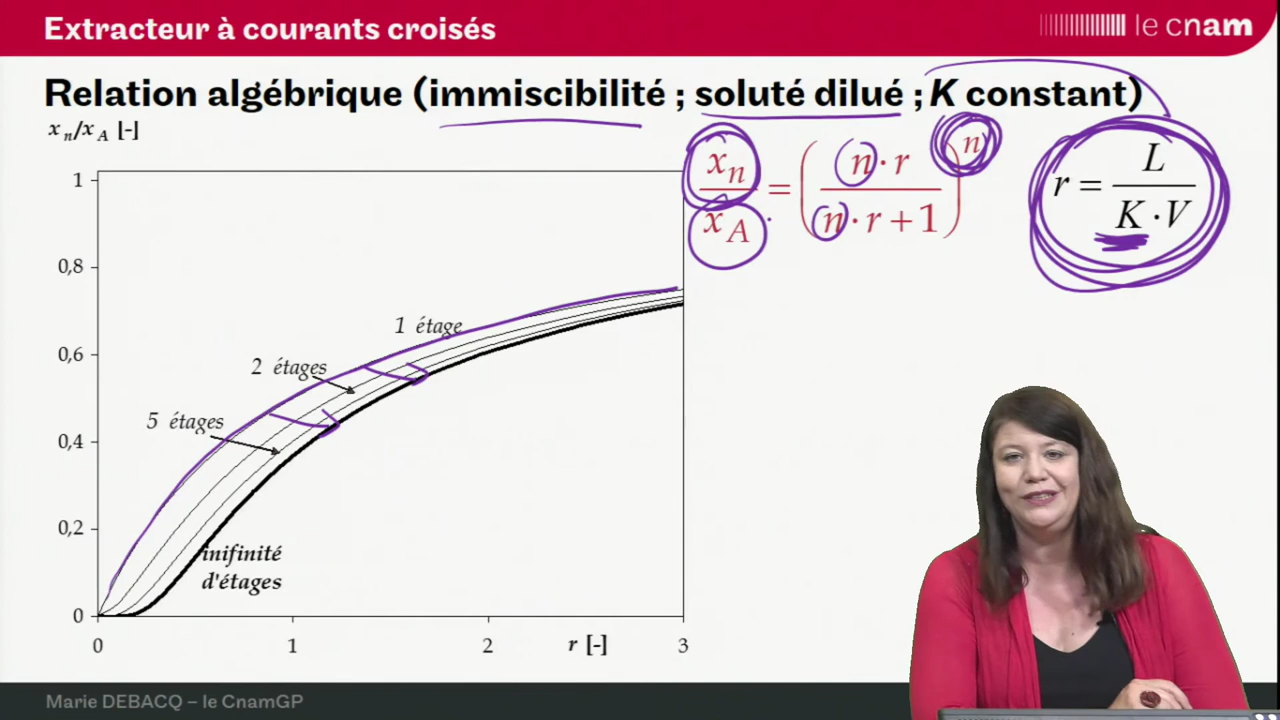 Extracteur à courants croisés
le cnam
Relation algébrique (immiscibilité ; soluté dilué ; K constant)
x n/x A [-]
x_n / x_A = ( n · r / n · r + 1 )^n
r = L / K · V
1
0,8
0,6
0,4
0,2
0
1 étage
2 étages
5 étages
inifinité
d'étages
0 1 2 r [-] 3
Marie DEBACQ – le CnamGP